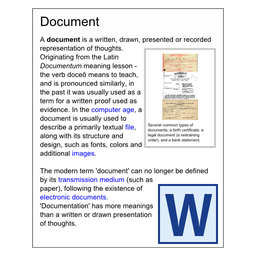 Document
A document is a written, drawn, presented or recorded
representation of thoughts.
Originating from the Latin
Documentum meaning lesson -
the verb doceō means to teach,
and is pronounced similarly, in
the past it was usually used as a
term for a written proof used as
evidence. In the computer age, a
document is usually used to
describe a primarily textual file,
along with its structure and
design, such as fonts, colors and
additional images.
Several common types of
documents: a birth certificate, a
legal document (a restraining
order), and a bank statement.
The modern term 'document' can no longer be defined
by its transmission medium (such as
paper), following the existence of
electronic documents.
'Documentation' has more meanings
than a written or drawn presentation
of thoughts.
W